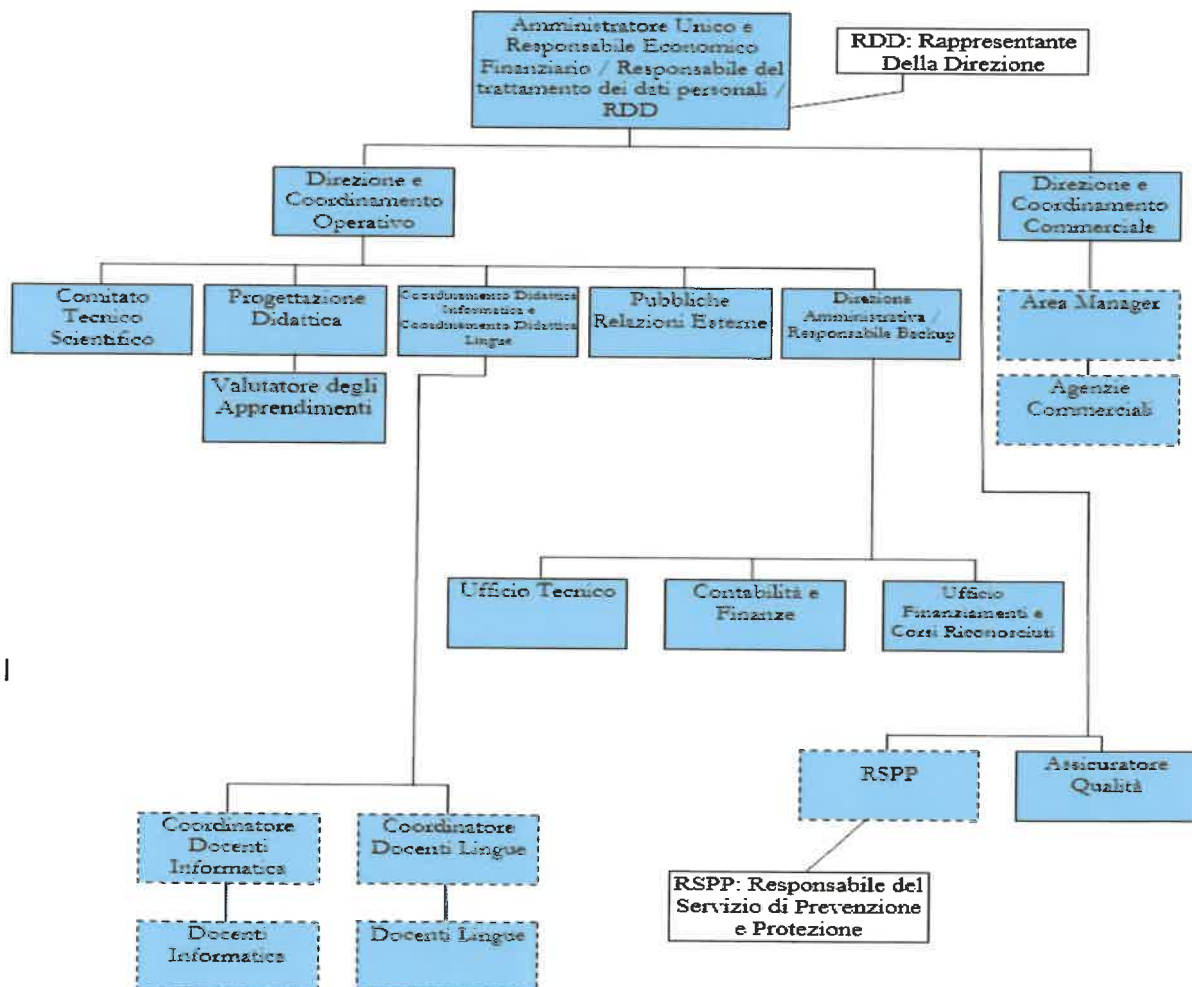 Amministratore Unico e
Responsabile Economico
Finanziario / Responsabile del
trattamento dei dati personali /
RDD
RDD: Rappresentante
Della Direzione
Direzione e
Coordinamento
Operativo
Direzione e
Coordinamento
Commerciale
Comitato
Tecnico
Scientifico
Progettazione
Didattica
Coordinamento Didattica
Informatica e
Coordinamento Didattica
Lingue
Pubbliche
Relazioni Esterne
Direzione
Amministrativa /
Responsabile Backup
Area Manager
Valutatore degli
Apprendimenti
Agenzie
Commerciali
Ufficio Tecnico
Contabilità e
Finanze
Ufficio
Finanziamenti e
Corsi Riconosciuti
RSPP
Assicuratore
Qualità
Coordinatore
Docenti
Informatica
Coordinatore
Docenti Lingue
RSPP: Responsabile del
Servizio di Prevenzione
e Protezione
Docenti
Informatica
Docenti Lingue